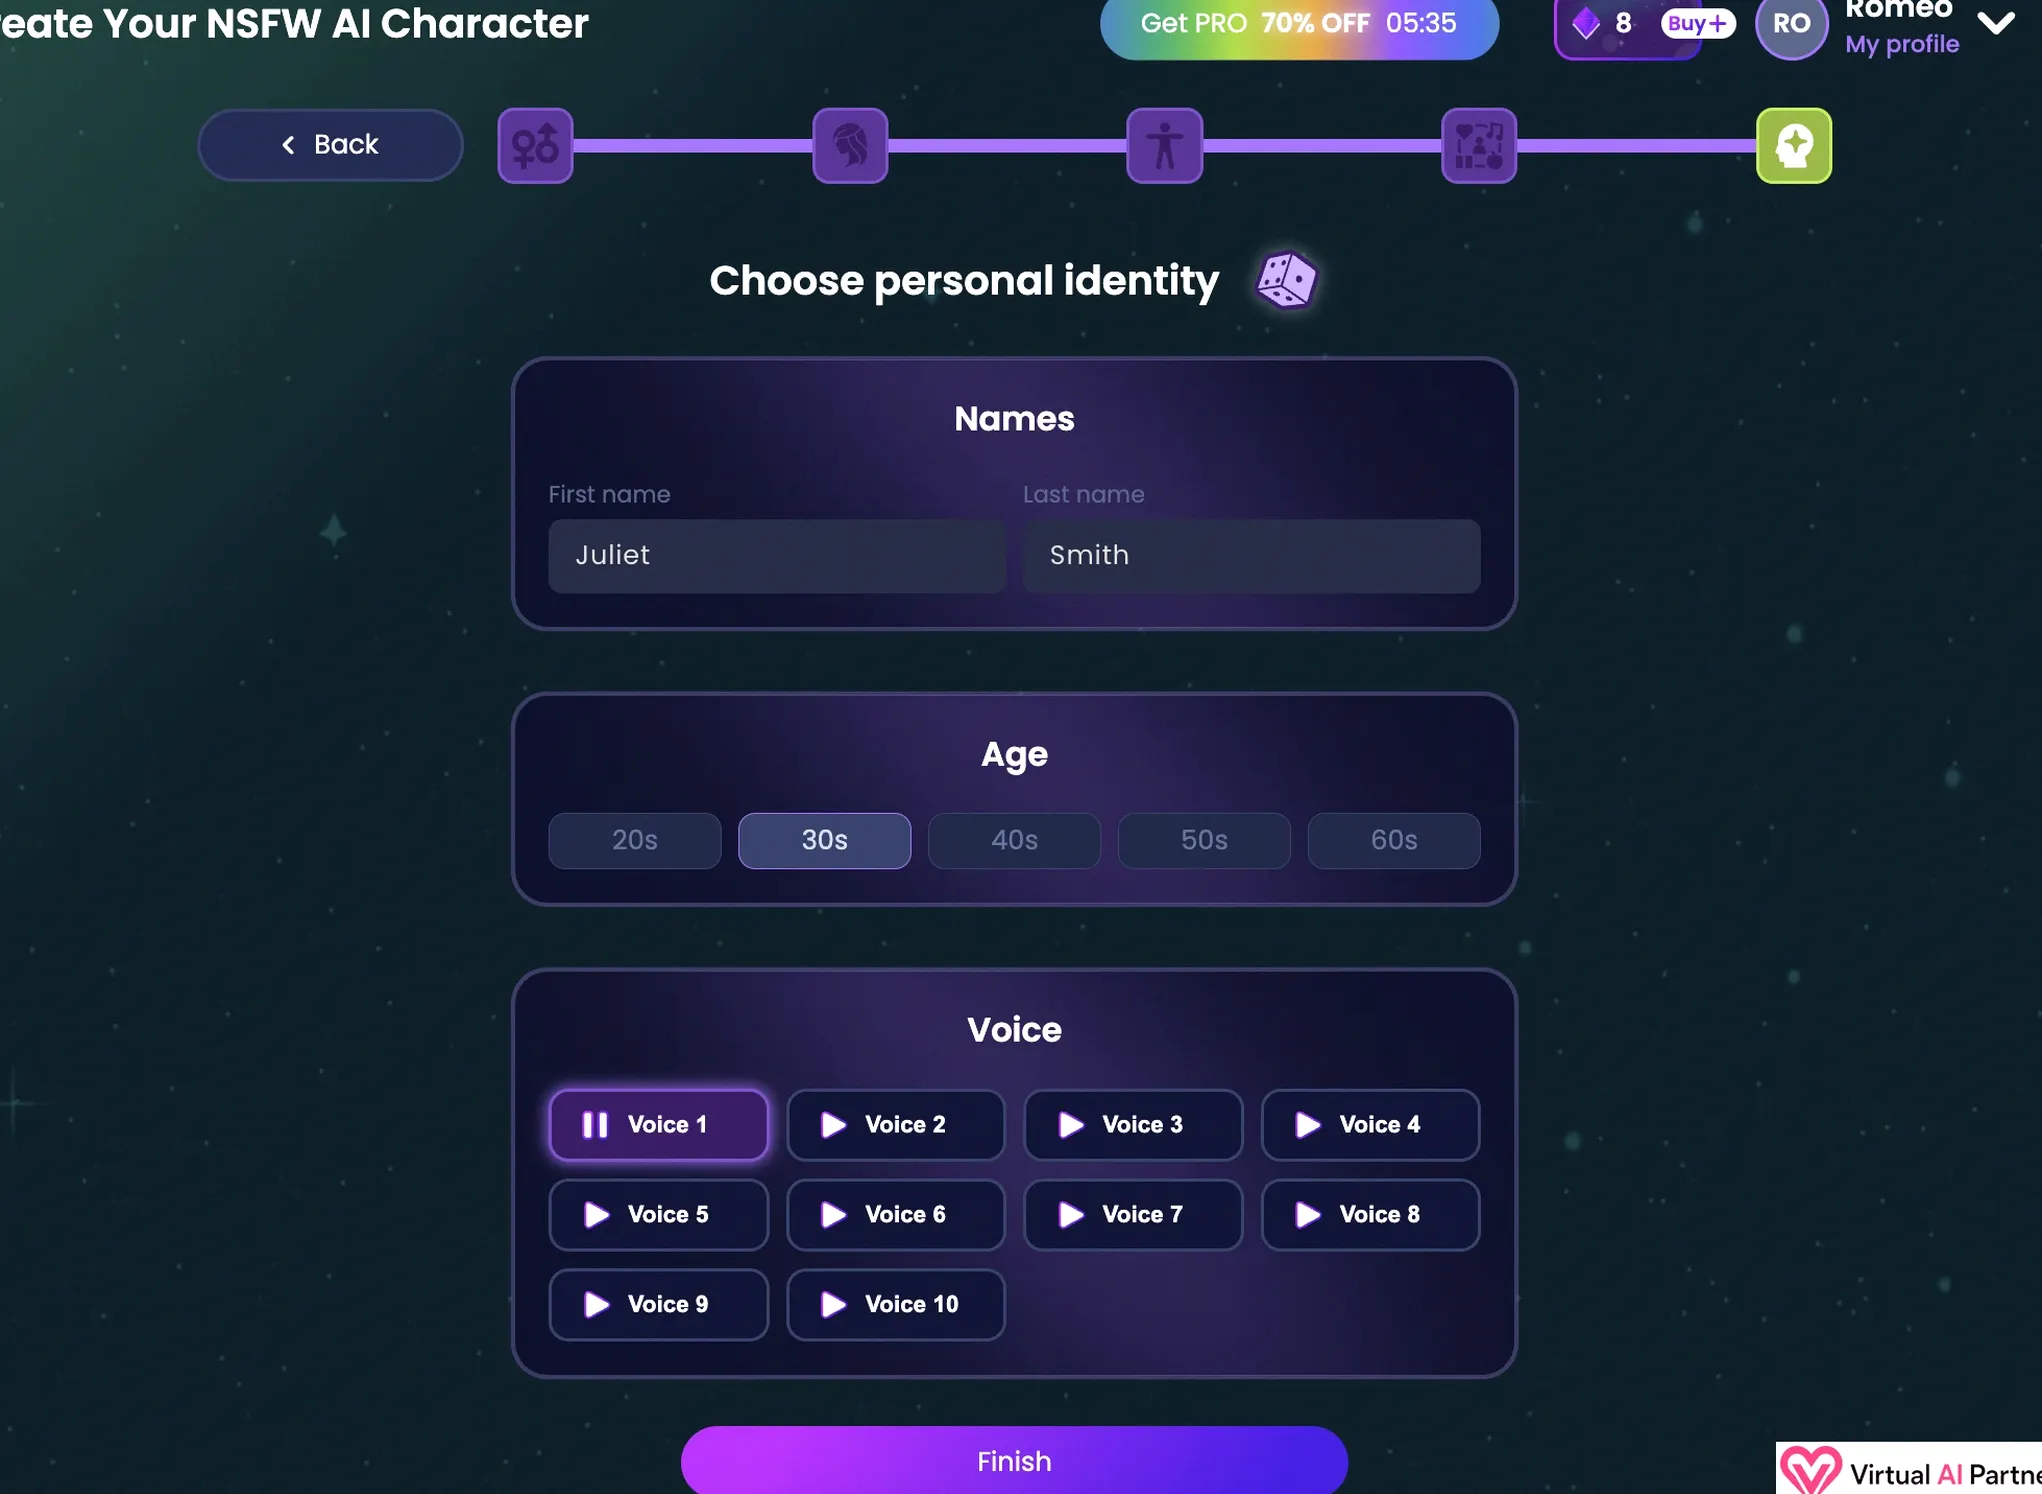 eate Your NSFW AI Character
Get PRO 70% OFF 05:35
8
Buy+
RO
Romeo
My profile
Back
Choose personal identity
Names
First name
Last name
Juliet
Smith
Age
20s
30s
40s
50s
60s
Voice
Voice 1
Voice 2
Voice 3
Voice 4
Voice 5
Voice 6
Voice 7
Voice 8
Voice 9
Voice 10
Finish
Virtual AI Partne